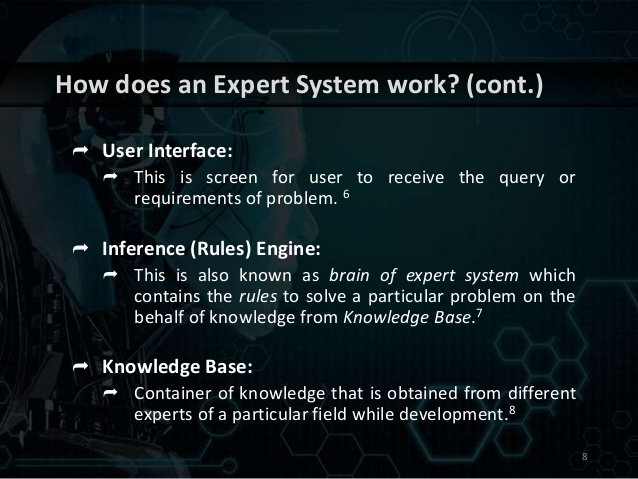 How does an Expert System work? (cont.)
User Interface:
This is screen for user to receive the query or
requirements of problem. 6
Inference (Rules) Engine:
This is also known as brain of expert system which
contains the rules to solve a particular problem on the
behalf of knowledge from Knowledge Base.7
Knowledge Base:
Container of knowledge that is obtained from different
experts of a particular field while development.8
8